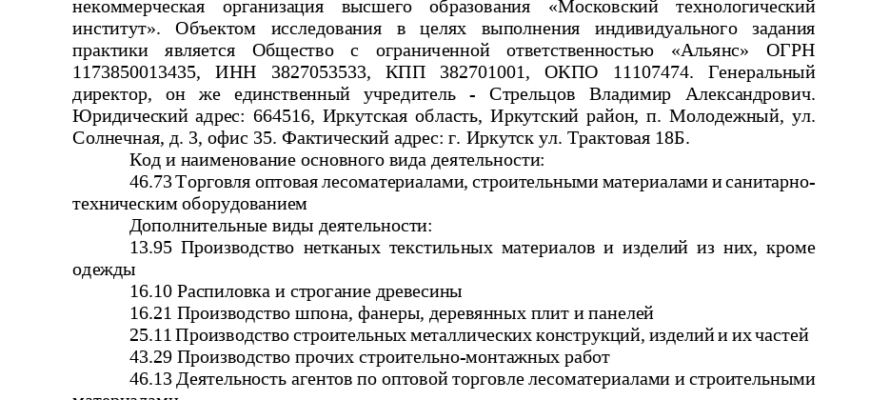 некоммерческая организация высшего образования «Московский технологический
институт». Объектом исследования в целях выполнения индивидуального задания
практики является Общество с ограниченной ответственностью «Альянс» ОГРН
1173850013435, ИНН 3827053533, КПП 382701001, ОКПО 11107474. Генеральный
директор, он же единственный учредитель - Стрельцов Владимир Александрович.
Юридический адрес: 664516, Иркутская область, Иркутский район, п. Молодежный, ул.
Солнечная, д. 3, офис 35. Фактический адрес: г. Иркутск ул. Трактовая 18Б.
Код и наименование основного вида деятельности:
46.73 Торговля оптовая лесоматериалами, строительными материалами и санитарно-
техническим оборудованием
Дополнительные виды деятельности:
13.95 Производство нетканых текстильных материалов и изделий из них, кроме
одежды
16.10 Распиловка и строгание древесины
16.21 Производство шпона, фанеры, деревянных плит и панелей
25.11 Производство строительных металлических конструкций, изделий и их частей
43.29 Производство прочих строительно-монтажных работ
46.13 Деятельность агентов по оптовой торговле лесоматериалами и строительными
материалами